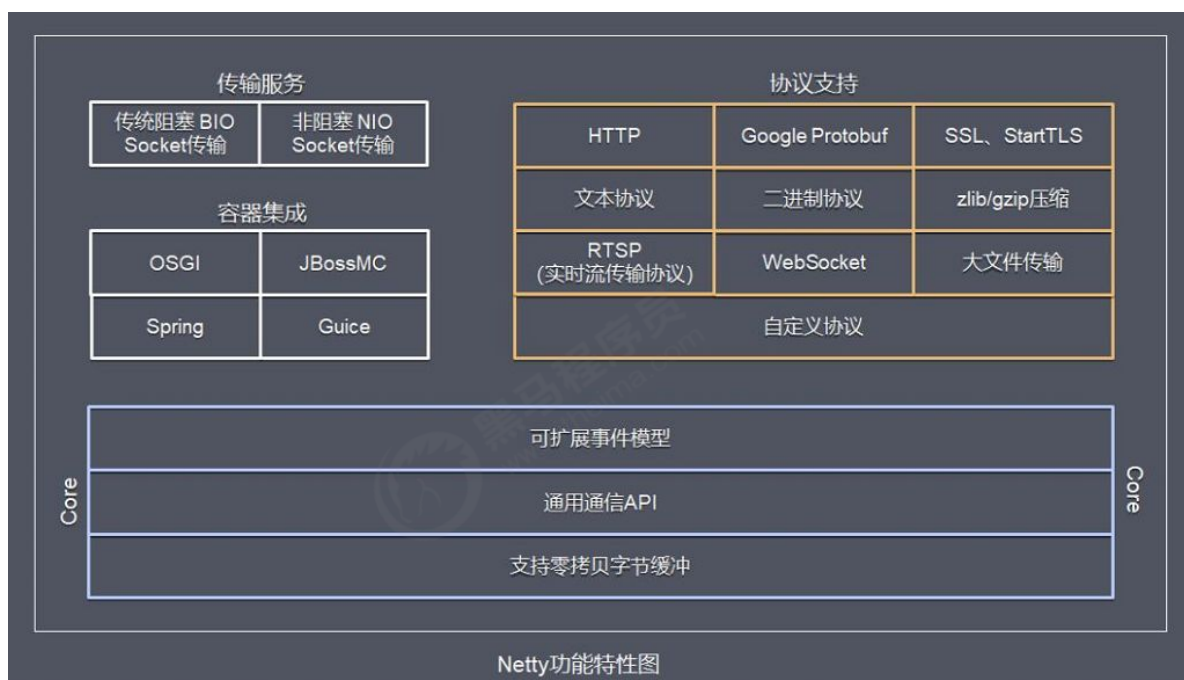 传输服务
传统阻塞 BIO
Socket传输
非阻塞 NIO
Socket传输
容器集成
OSGI
JBossMC
Spring
Guice
协议支持
HTTP
Google Protobuf
SSL、StartTLS
文本协议
二进制协议
zlib/gzip压缩
RTSP
(实时流传输协议)
WebSocket
大文件传输
自定义协议
Core
可扩展事件模型
通用通信API
支持零拷贝字节缓冲
Core
黑马程序员
Netty功能特性图